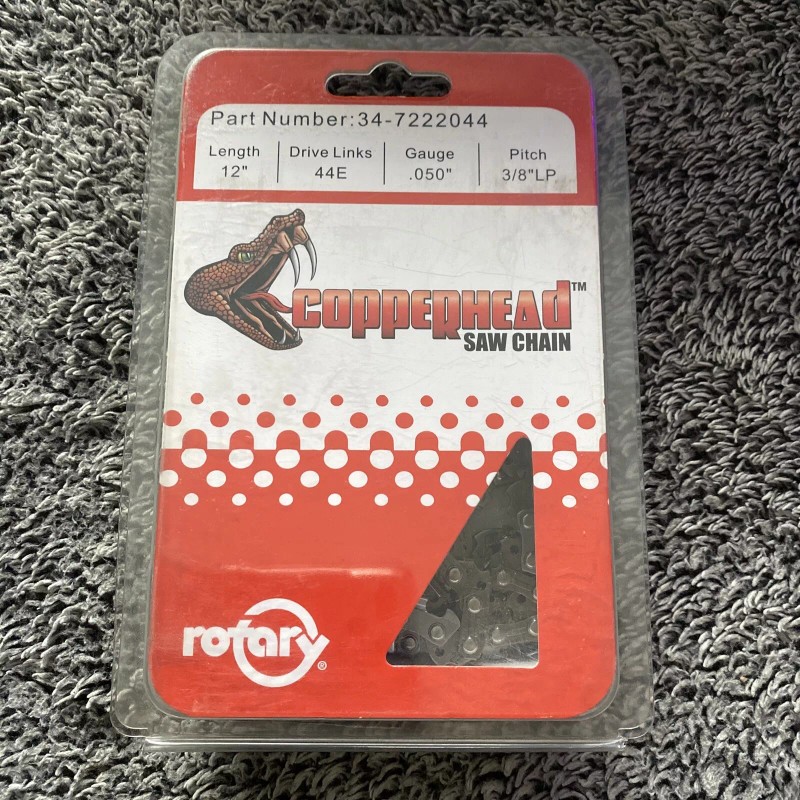 Part Number:34-7222044
Length Drive Links Gauge Pitch
12" 44E .050" 3/8"LP
COPPERHEAD™
SAW CHAIN
rotary®